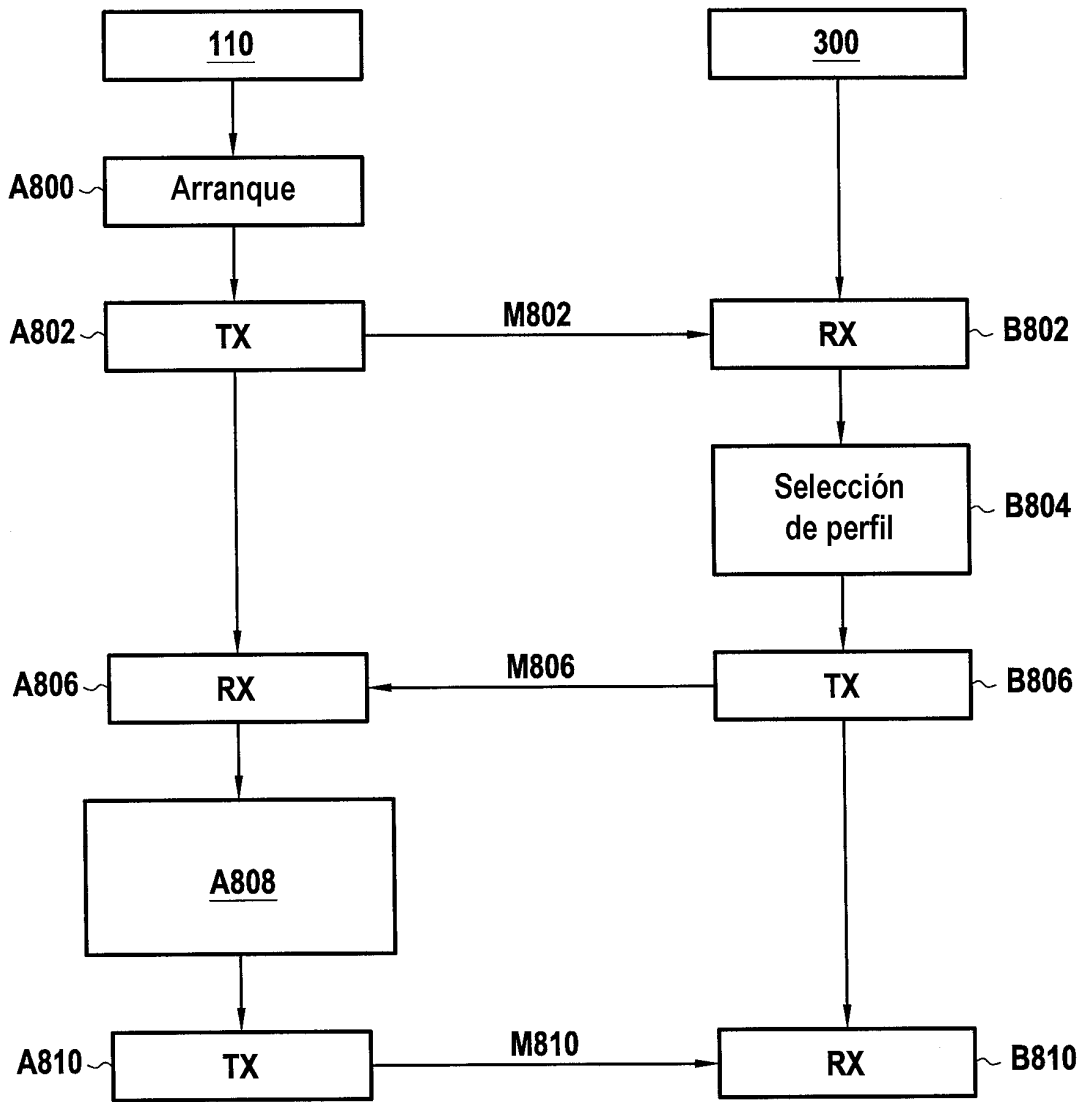 110
300
A800
Arranque
A802
TX
M802
RX
B802
Selección
de perfil
B804
A806
RX
M806
TX
B806
A808
A810
TX
M810
RX
B810